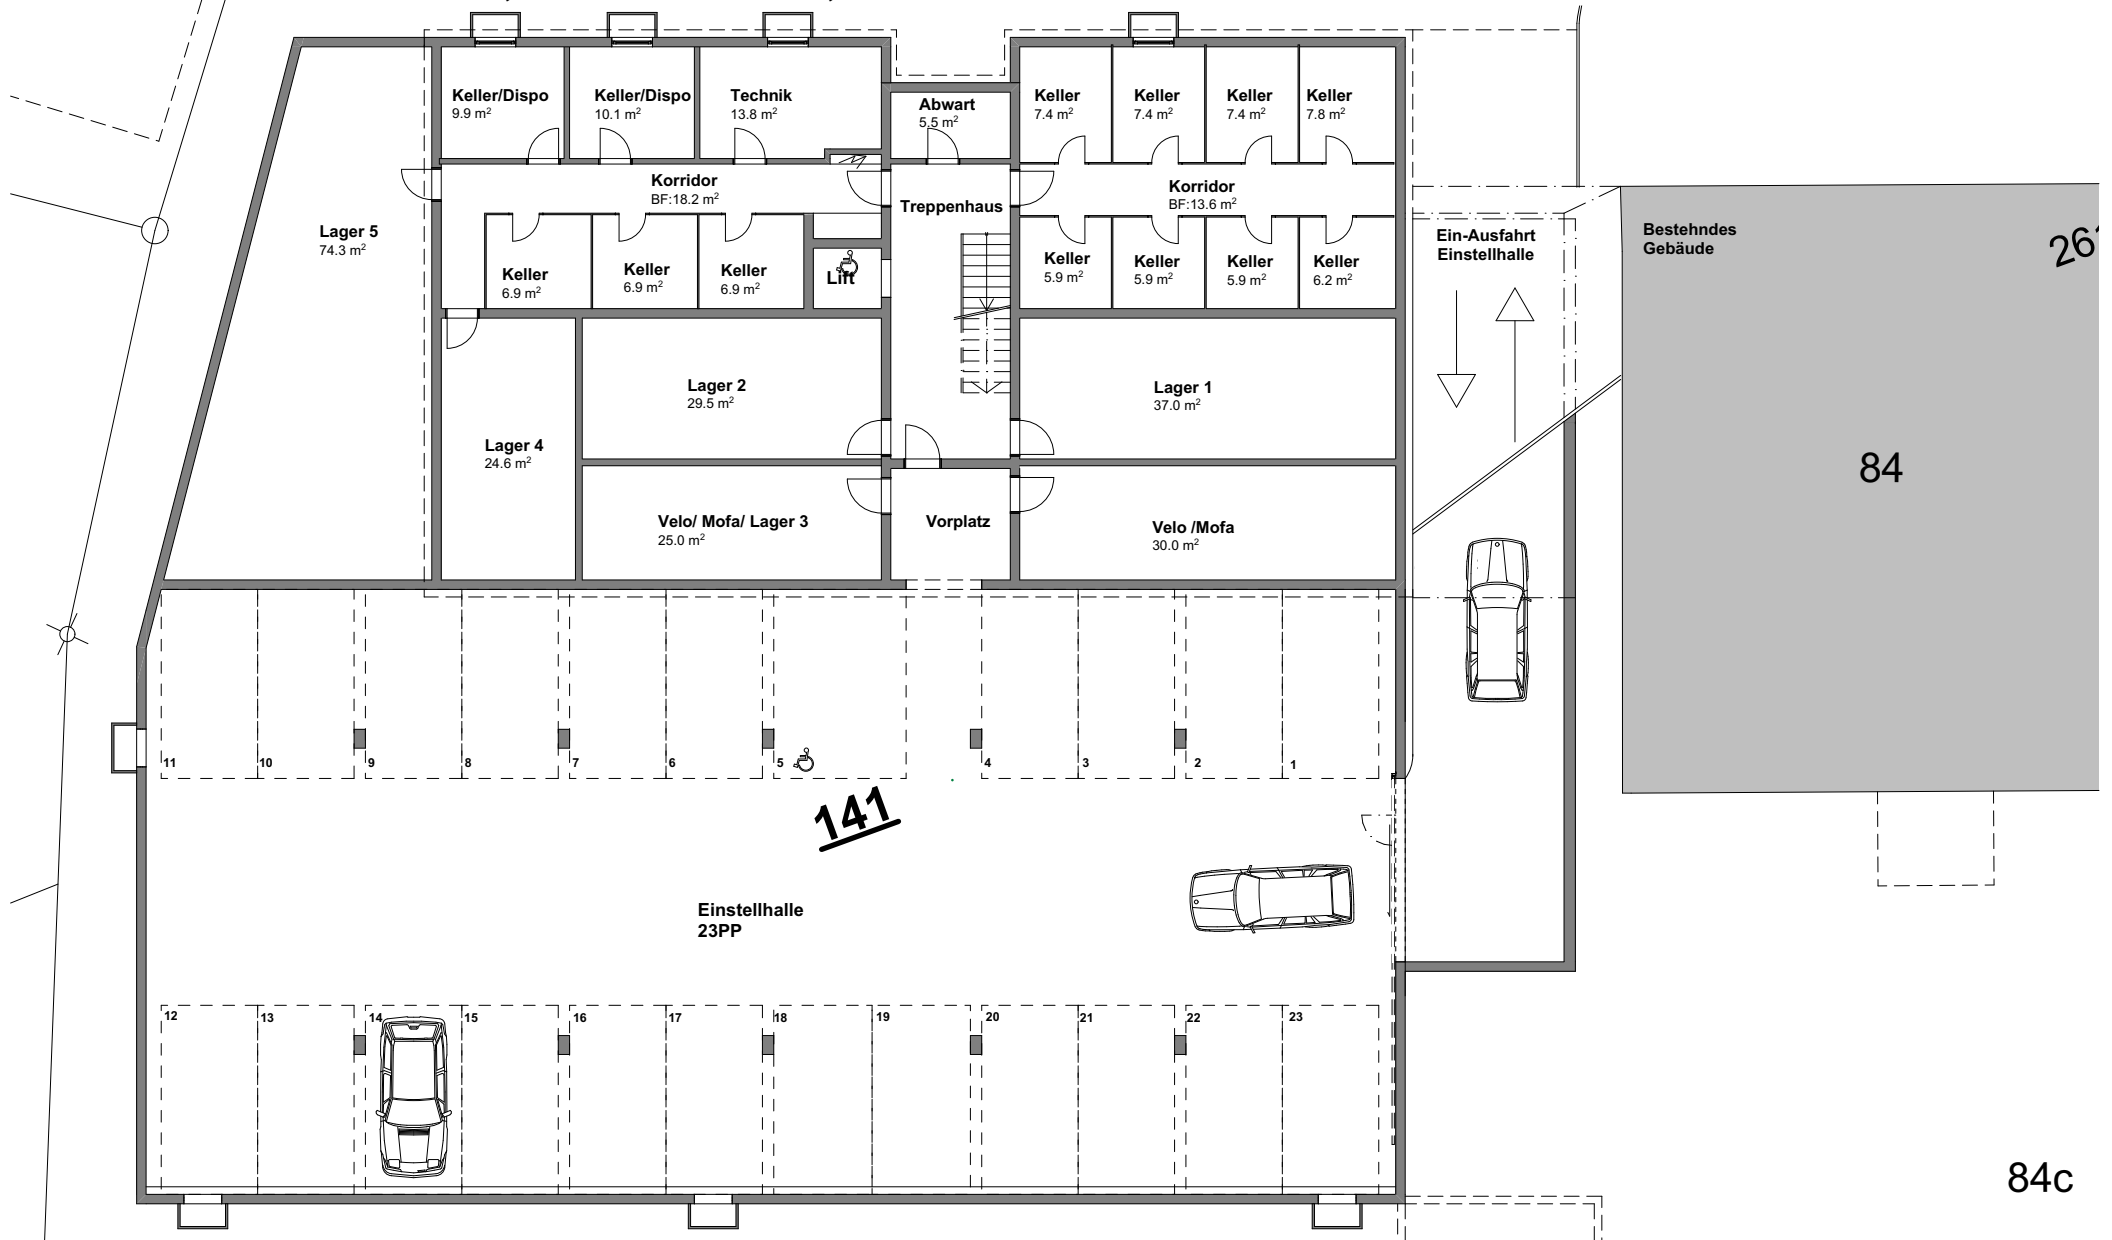 Keller/Dispo
9.9 m²
Keller/Dispo
10.1 m²
Technik
13.8 m²
Abwart
5.5 m²
Keller
7.4 m²
Keller
7.4 m²
Keller
7.4 m²
Keller
7.8 m²
Korridor
BF:18.2 m²
Treppenhaus
Korridor
BF:13.6 m²
Lager 5
74.3 m²
Keller
6.9 m²
Keller
6.9 m²
Keller
6.9 m²
Lift
Keller
5.9 m²
Keller
5.9 m²
Keller
5.9 m²
Keller
6.2 m²
Ein-Ausfahrt
Einstellhalle
Bestehndes
Gebäude
Lager 2
29.5 m²
Lager 1
37.0 m²
Lager 4
24.6 m²
84
Velo/ Mofa/ Lager 3
25.0 m²
Vorplatz
Velo /Mofa
30.0 m²
11
10
9
8
7
6
5
4
3
2
1
141
Einstellhalle
23PP
12
13
14
15
16
17
18
19
20
21
22
23
84c